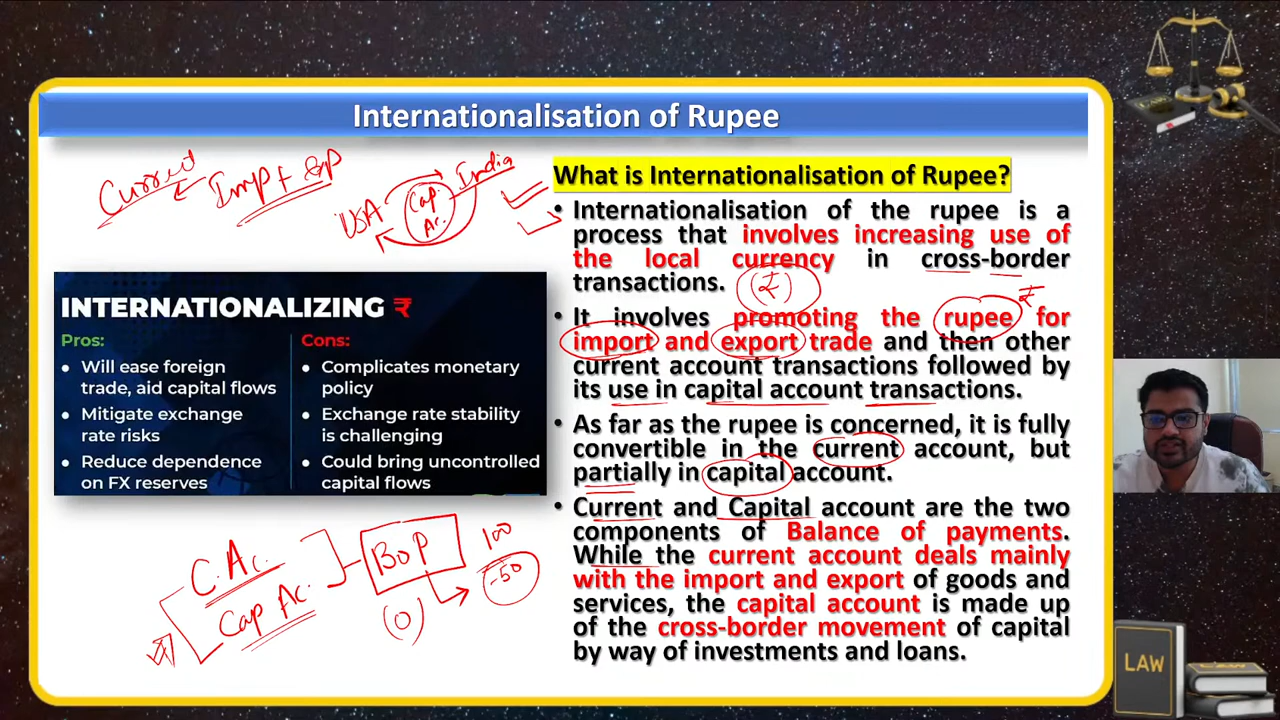 Internationalisation of Rupee
Current
Imp + Exp
USA
Cap
Ac.
India
INTERNATIONALIZING ₹
Pros:
• Will ease foreign
trade, aid capital flows
• Mitigate exchange
rate risks
• Reduce dependence
on FX reserves
Cons:
• Complicates monetary
policy
• Exchange rate stability
is challenging
• Could bring uncontrolled
capital flows
C. Ac.
Cap Ac.
BoP
(0)
100
-50
What is Internationalisation of Rupee?
• Internationalisation of the rupee is a
process that involves increasing use of
the local currency in cross-border
transactions.
(₹)
₹
• It involves promoting the rupee for
import and export trade and then other
current account transactions followed by
its use in capital account transactions.
• As far as the rupee is concerned, it is fully
convertible in the current account, but
partially in capital account.
• Current and Capital account are the two
components of Balance of payments.
While the current account deals mainly
with the import and export of goods and
services, the capital account is made up
of the cross-border movement of capital
by way of investments and loans.
LAW